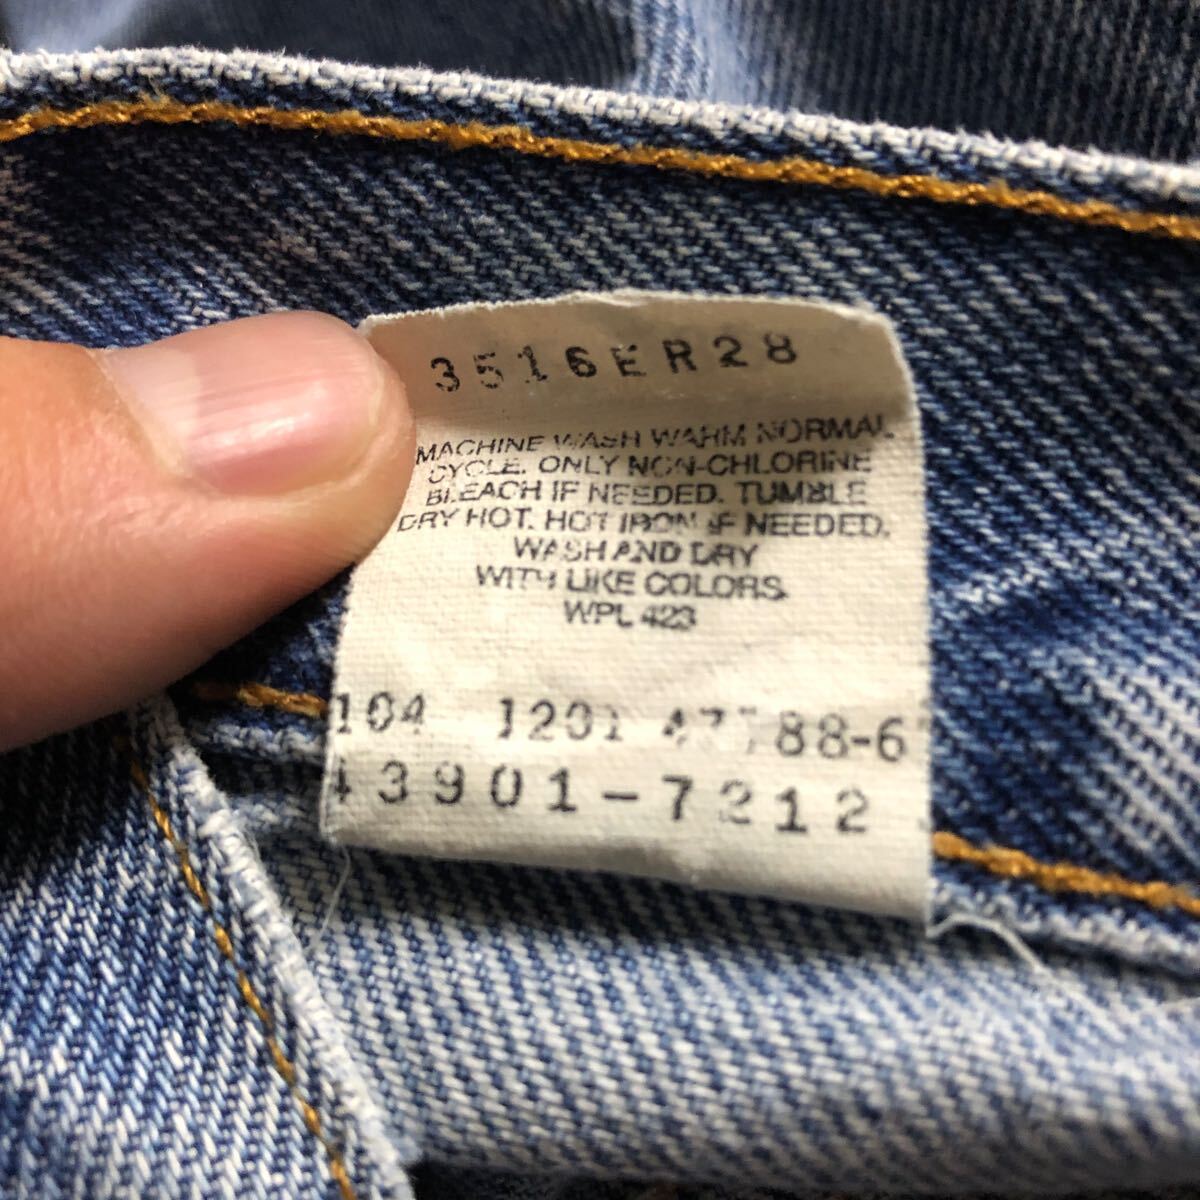 3516ER28
MACHINE WASH WARM NORMAL
CYCLE. ONLY NON-CHLORINE
BLEACH IF NEEDED. TUMBLE
DRY HOT. HOT IRON IF NEEDED.
WASH AND DRY
WITH LIKE COLORS.
WPL 423
104 1201
43901-7212